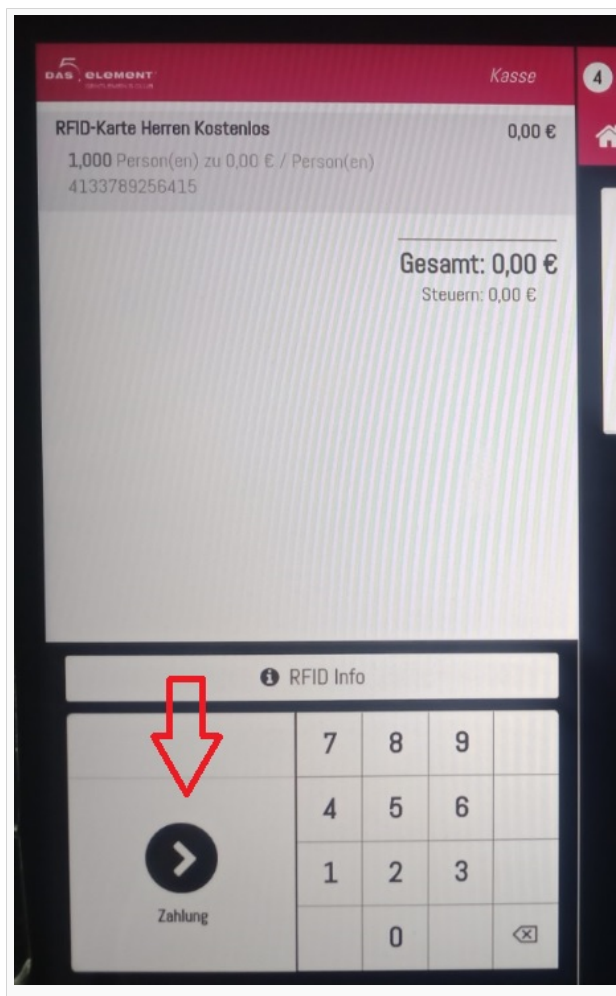 5
DAS ELEMENT
Kasse
4
RFID-Karte Herren Kostenlos 0,00 €
1,000 Person(en) zu 0,00 € / Person(en)
4133789256415
Gesamt: 0,00 €
Steuern: 0,00 €
RFID Info
7 8 9
4 5 6
1 2 3
Zahlung
0